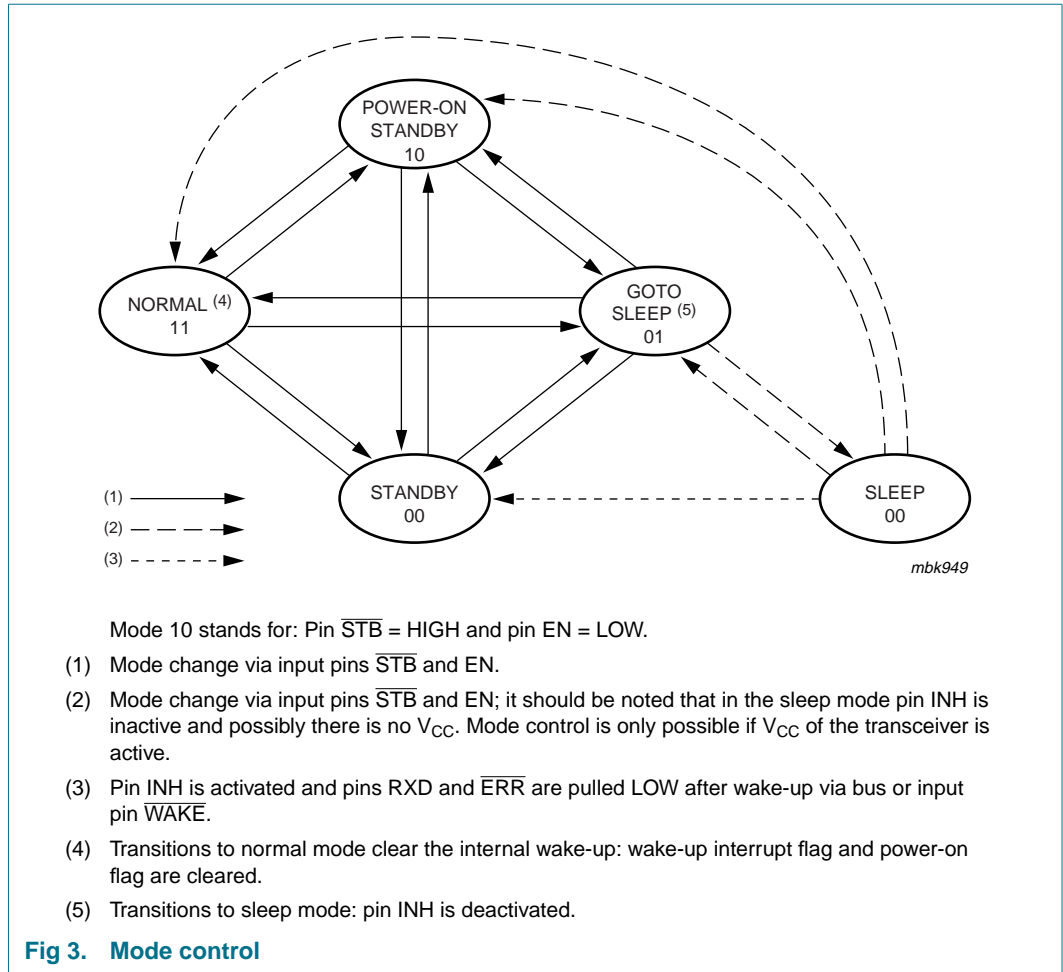 POWER-ON
STANDBY
10
NORMAL (4)
11
GOTO
SLEEP (5)
01
STANDBY
00
SLEEP
00
(1)
(2)
(3)
mbk949
Mode 10 stands for: Pin S̅T̅B̅ = HIGH and pin EN = LOW.
(1) Mode change via input pins S̅T̅B̅ and EN.
(2) Mode change via input pins S̅T̅B̅ and EN; it should be noted that in the sleep mode pin INH is
inactive and possibly there is no VCC. Mode control is only possible if VCC of the transceiver is
active.
(3) Pin INH is activated and pins RXD and E̅R̅R̅ are pulled LOW after wake-up via bus or input
pin W̅A̅K̅E̅.
(4) Transitions to normal mode clear the internal wake-up: wake-up interrupt flag and power-on
flag are cleared.
(5) Transitions to sleep mode: pin INH is deactivated.
Fig 3. Mode control